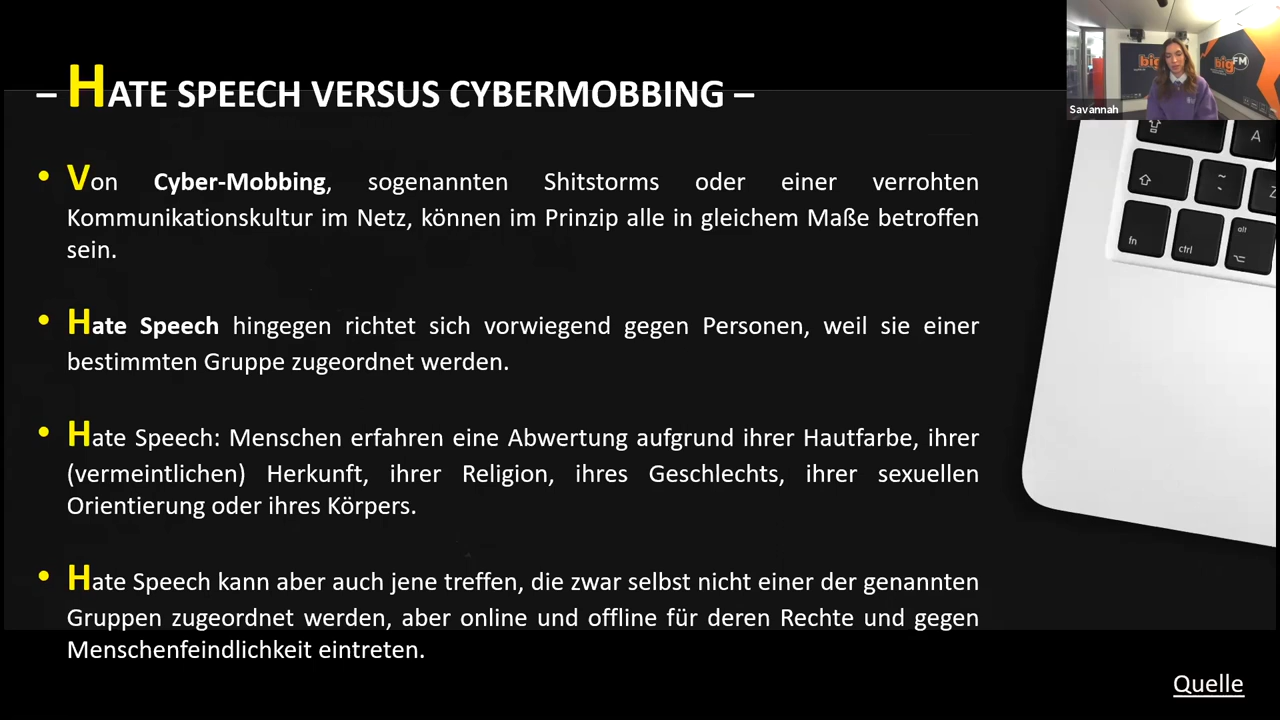 – HATE SPEECH VERSUS CYBERMOBBING –
• Von Cyber-Mobbing, sogenannten Shitstorms oder einer verrohten
Kommunikationskultur im Netz, können im Prinzip alle in gleichem Maße betroffen
sein.
• Hate Speech hingegen richtet sich vorwiegend gegen Personen, weil sie einer
bestimmten Gruppe zugeordnet werden.
• Hate Speech: Menschen erfahren eine Abwertung aufgrund ihrer Hautfarbe, ihrer
(vermeintlichen) Herkunft, ihrer Religion, ihres Geschlechts, ihrer sexuellen
Orientierung oder ihres Körpers.
• Hate Speech kann aber auch jene treffen, die zwar selbst nicht einer der genannten
Gruppen zugeordnet werden, aber online und offline für deren Rechte und gegen
Menschenfeindlichkeit eintreten.
Quelle
big
bigFM
Savannah
A
Z
fn
ctrl
alt